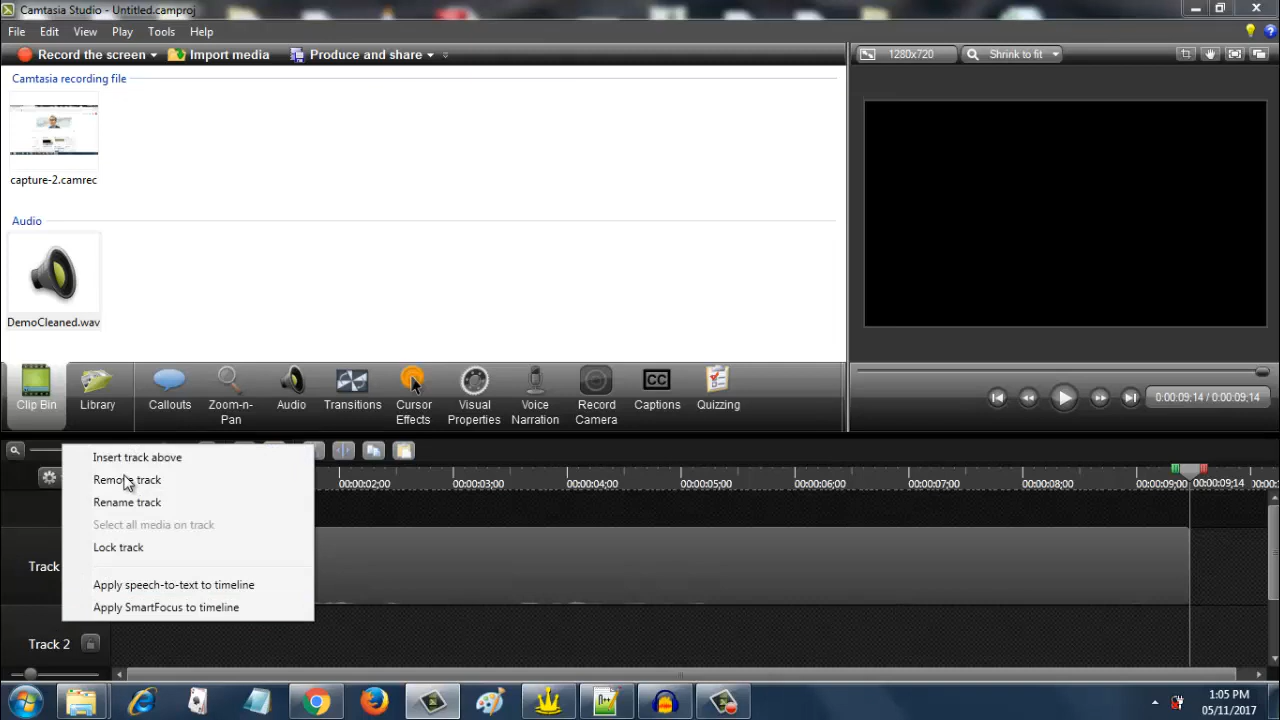 Camtasia Studio - Untitled.camproj
File Edit View Play Tools Help
Record the screen Import media Produce and share
1280x720 Shrink to fit
Camtasia recording file
capture-2.camrec
Audio
DemoCleaned.wav
Clip Bin
Library
Callouts
Zoom-n-
Pan
Audio
Transitions
Cursor
Effects
Visual
Properties
Voice
Narration
Record
Camera
CC
Captions
Quizzing
0:00:09;14 / 0:00:09;14
Insert track above
Remove track
Rename track
Select all media on track
Lock track
Apply speech-to-text to timeline
Apply SmartFocus to timeline
00:00:02;00 00:00:03;00 00:00:04;00 00:00:05;00 00:00:06;00 00:00:07;00 00:00:08;00 00:00:09;00 00:00:09;14
Track
Track 2
1:05 PM
05/11/2017